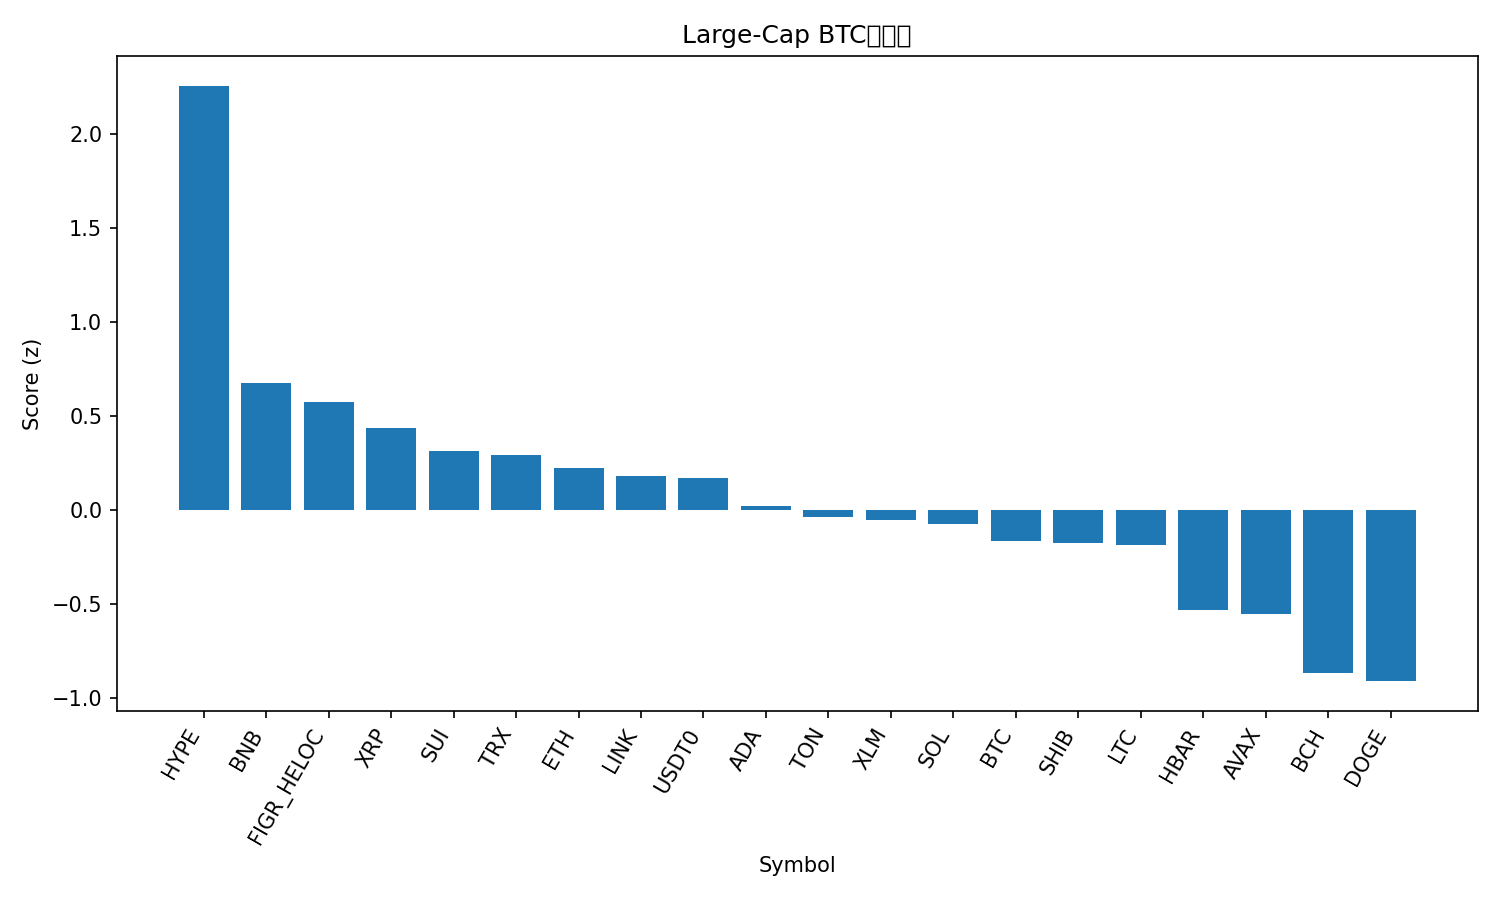 Large-Cap BTC
Score (z)
2.0
1.5
1.0
0.5
0.0
−0.5
−1.0
HYPE
BNB
FIGR_HELOC
XRP
SUI
TRX
ETH
LINK
USDT0
ADA
TON
XLM
SOL
BTC
SHIB
LTC
HBAR
AVAX
BCH
DOGE
Symbol